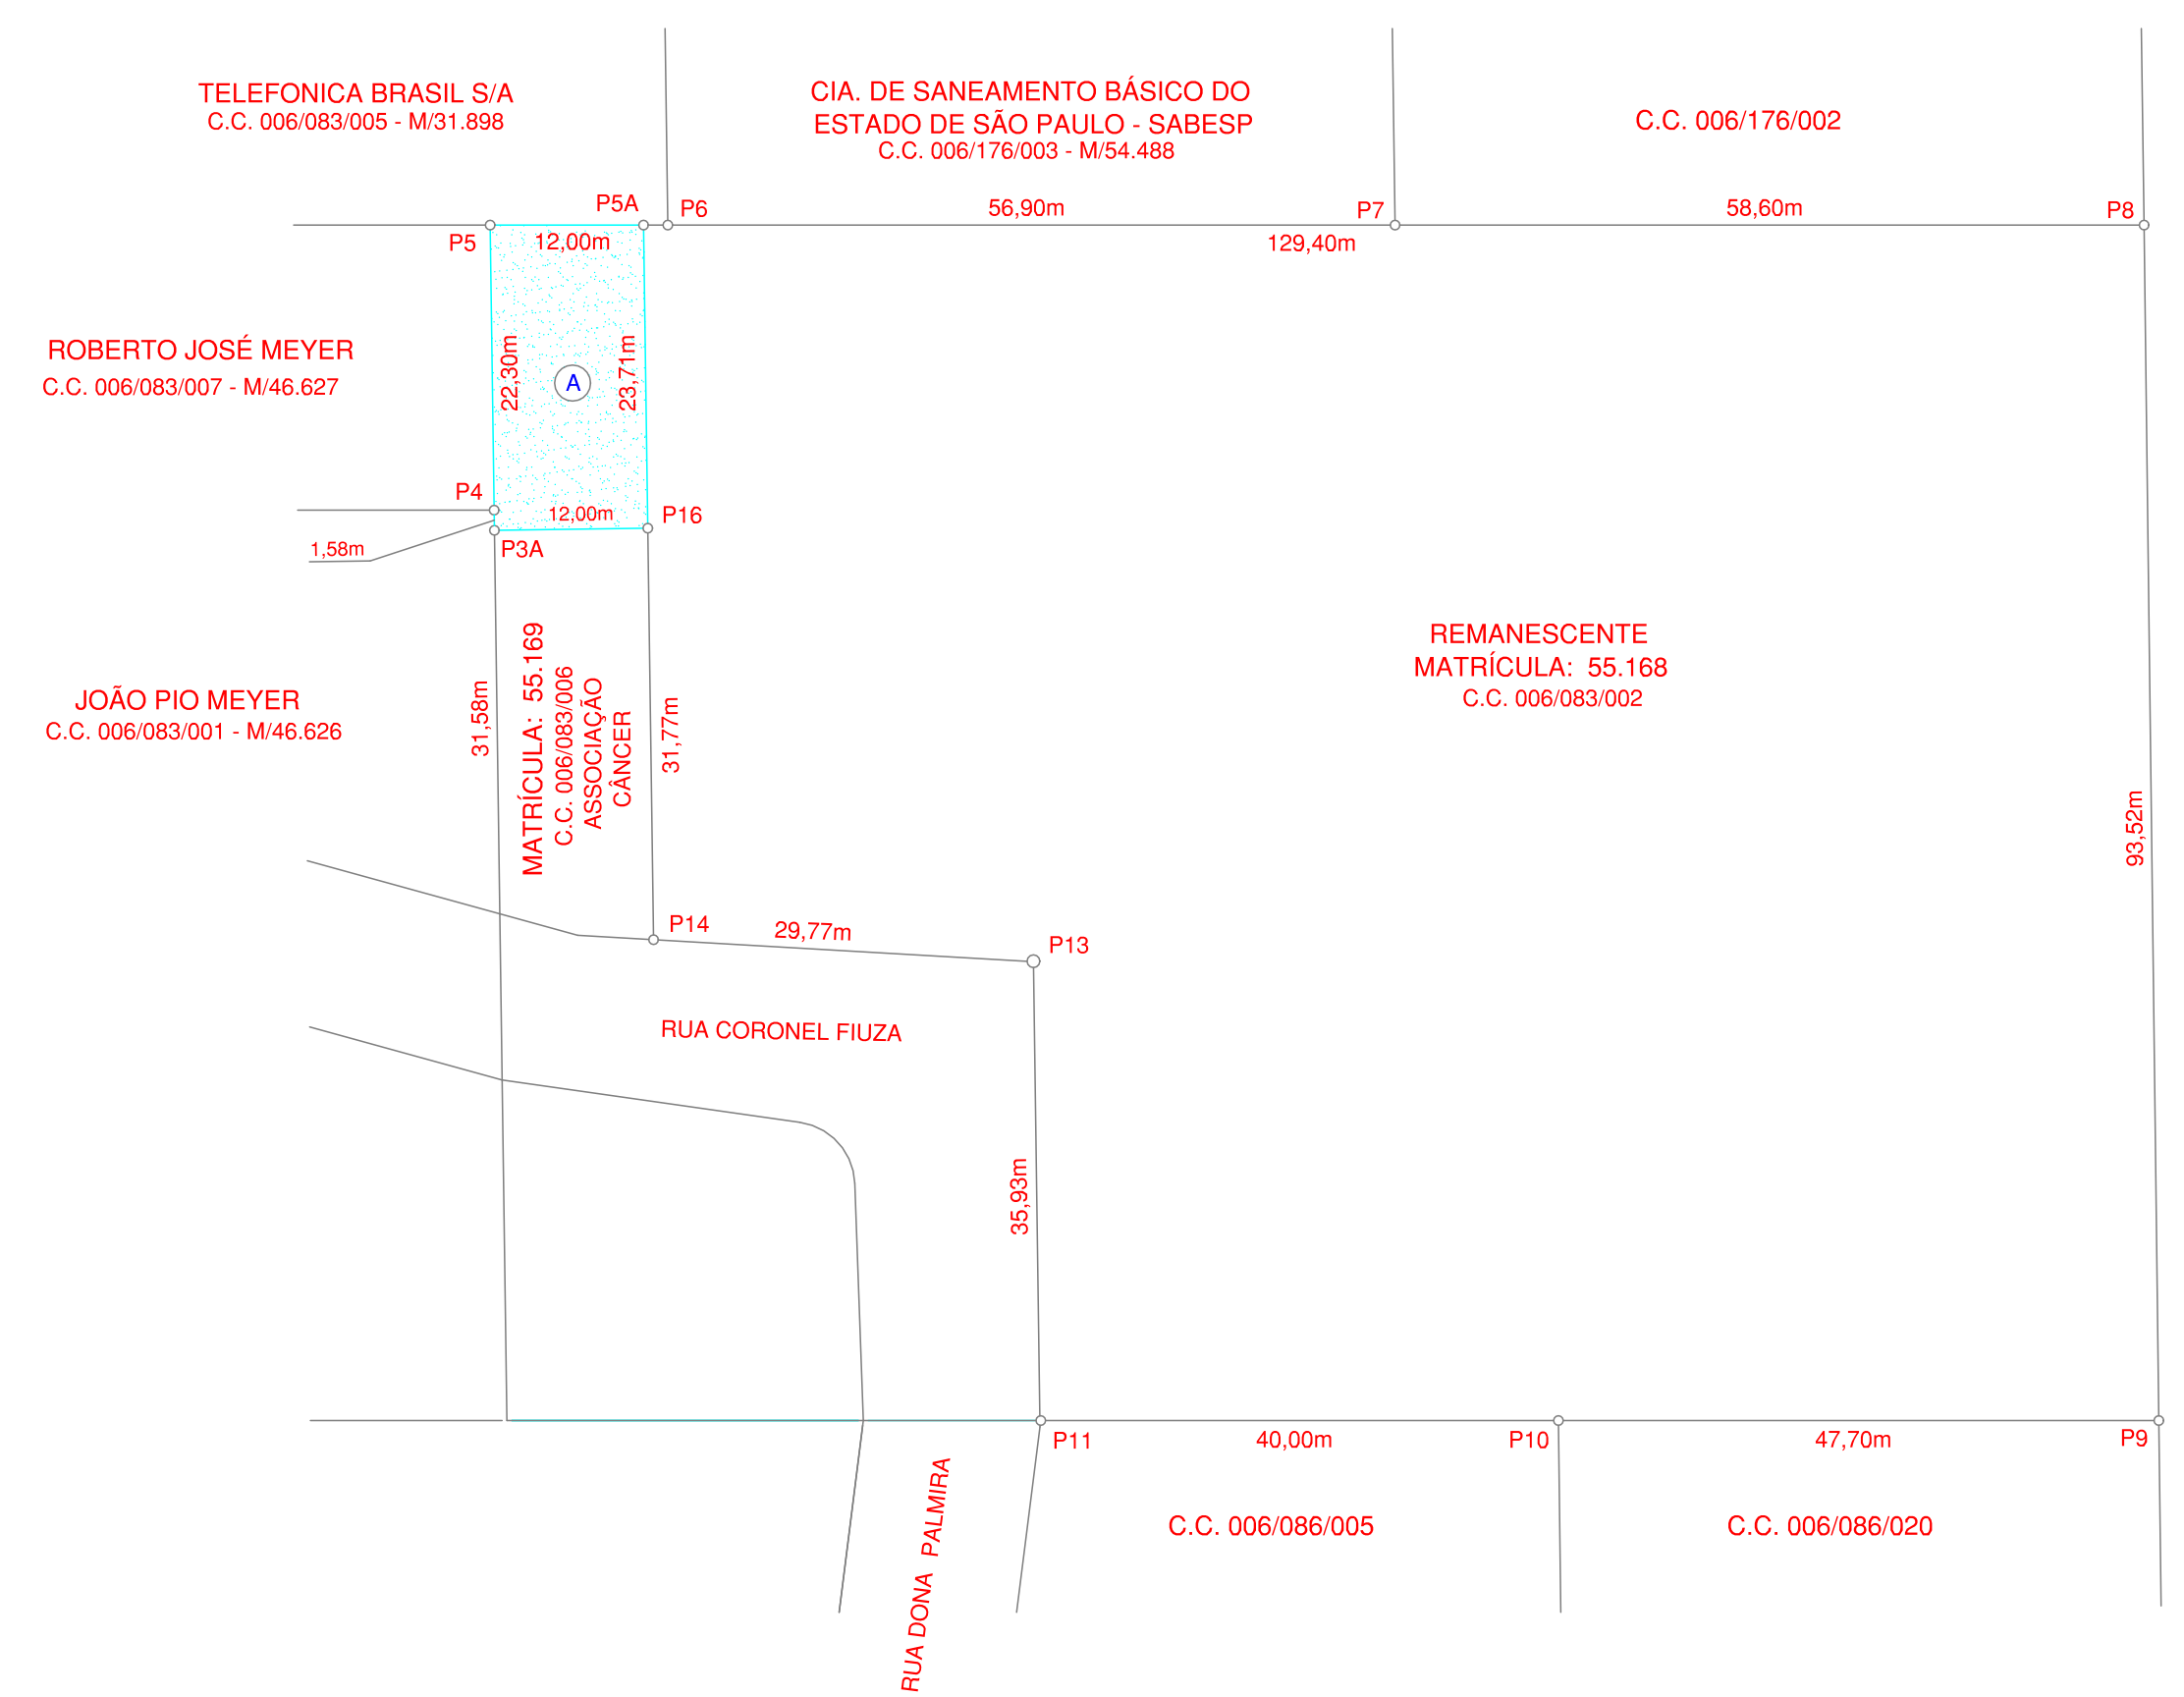 TELEFONICA BRASIL S/A
C.C. 006/083/005 - M/31.898
CIA. DE SANEAMENTO BÁSICO DO
ESTADO DE SÃO PAULO - SABESP
C.C. 006/176/003 - M/54.488
C.C. 006/176/002
P5A
P6
56,90m
P7
58,60m
P8
P5
12,00m
129,40m
ROBERTO JOSÉ MEYER
C.C. 006/083/007 - M/46.627
22,30m
A
23,71m
P4
12,00m
P16
1,58m
P3A
JOÃO PIO MEYER
C.C. 006/083/001 - M/46.626
31,58m
MATRÍCULA: 55.169
C.C. 006/083/006
ASSOCIAÇÃO
CÂNCER
31,77m
REMANESCENTE
MATRÍCULA: 55.168
C.C. 006/083/002
93,52m
P14
29,77m
P13
RUA CORONEL FIUZA
35,93m
P11
40,00m
P10
47,70m
P9
RUA DONA PALMIRA
C.C. 006/086/005
C.C. 006/086/020